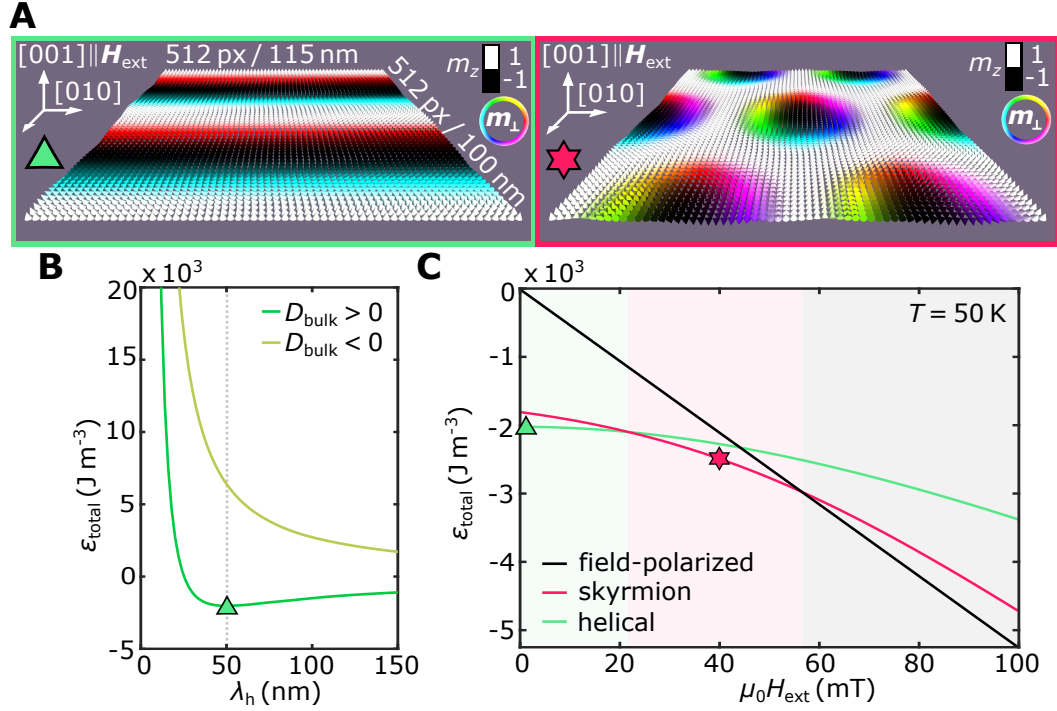 A
[001]||Hext 512 px / 115 nm
mz 1
-1
[010]
m⊥
512 px / 100 nm
[001]||Hext
mz 1
-1
[010]
m⊥
B
x 10³
20
15
10
5
0
-5
εtotal (J m⁻³)
Dbulk > 0
Dbulk < 0
0 50 100 150
λh (nm)
C
x 10³
0
-1
-2
-3
-4
-5
εtotal (J m⁻³)
T = 50 K
field-polarized
skyrmion
helical
0 20 40 60 80 100
μ0Hext (mT)